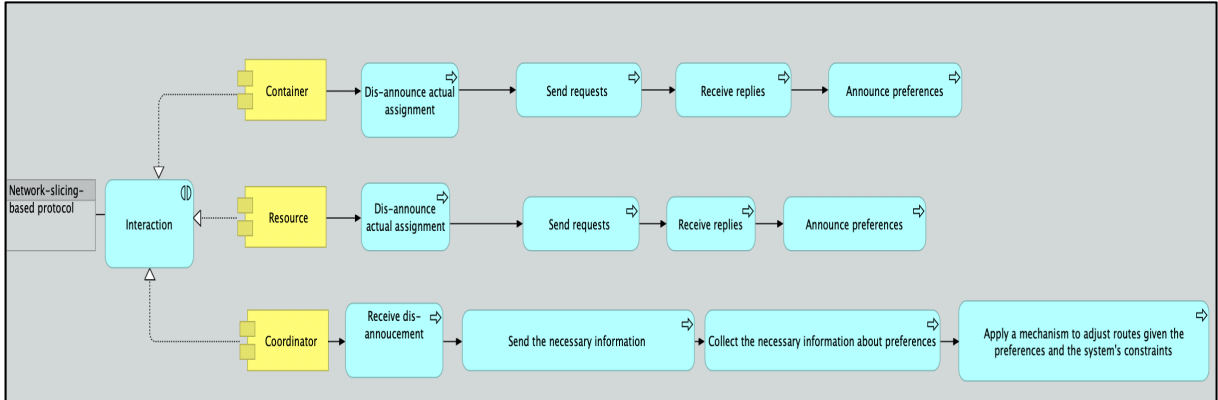 Container
Dis-announce actual
assignment
Send requests
Receive replies
Announce preferences
Network-slicing-
based protocol
Interaction
Resource
Dis-announce
actual assignment
Send requests
Receive replies
Announce preferences
Coordinator
Receive dis-
annoucement
Send the necessary information
Collect the necessary information about preferences
Apply a mechanism to adjust routes given the
preferences and the system's constraints